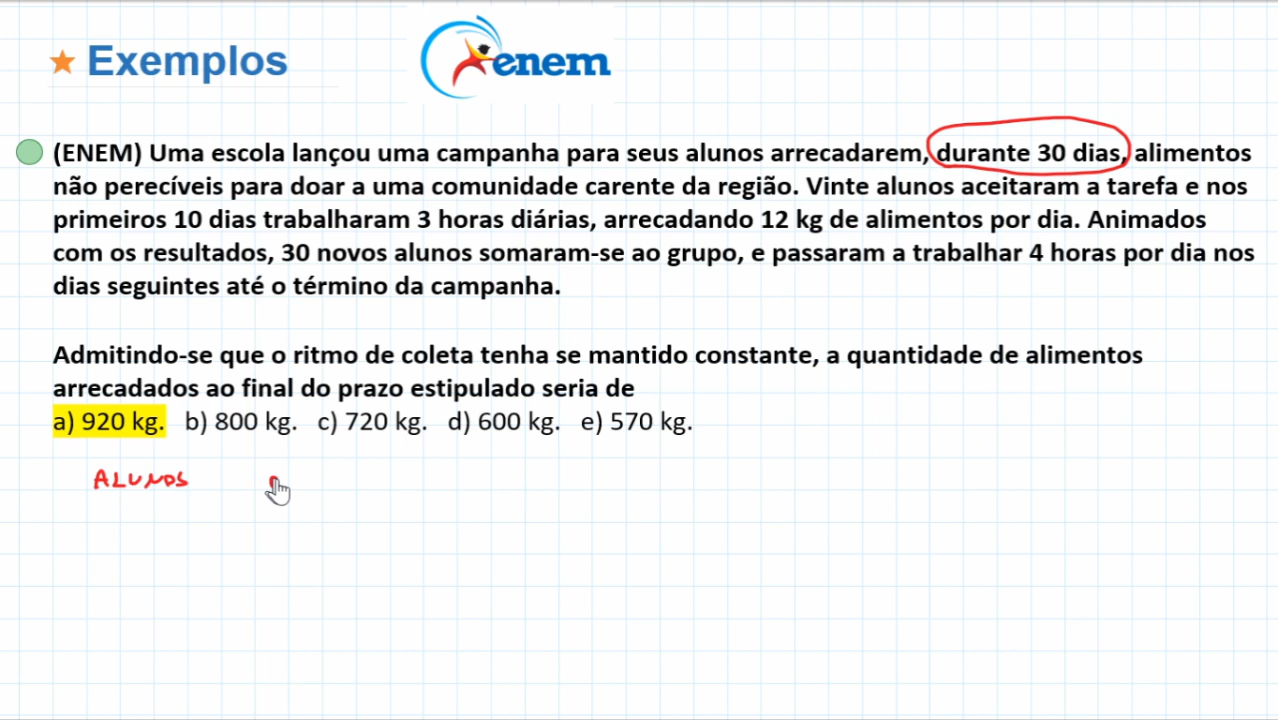 Exemplos
enem
(ENEM) Uma escola lançou uma campanha para seus alunos arrecadarem, durante 30 dias, alimentos
não perecíveis para doar a uma comunidade carente da região. Vinte alunos aceitaram a tarefa e nos
primeiros 10 dias trabalharam 3 horas diárias, arrecadando 12 kg de alimentos por dia. Animados
com os resultados, 30 novos alunos somaram-se ao grupo, e passaram a trabalhar 4 horas por dia nos
dias seguintes até o término da campanha.
Admitindo-se que o ritmo de coleta tenha se mantido constante, a quantidade de alimentos
arrecadados ao final do prazo estipulado seria de
a) 920 kg. b) 800 kg. c) 720 kg. d) 600 kg. e) 570 kg.
ALUNOS